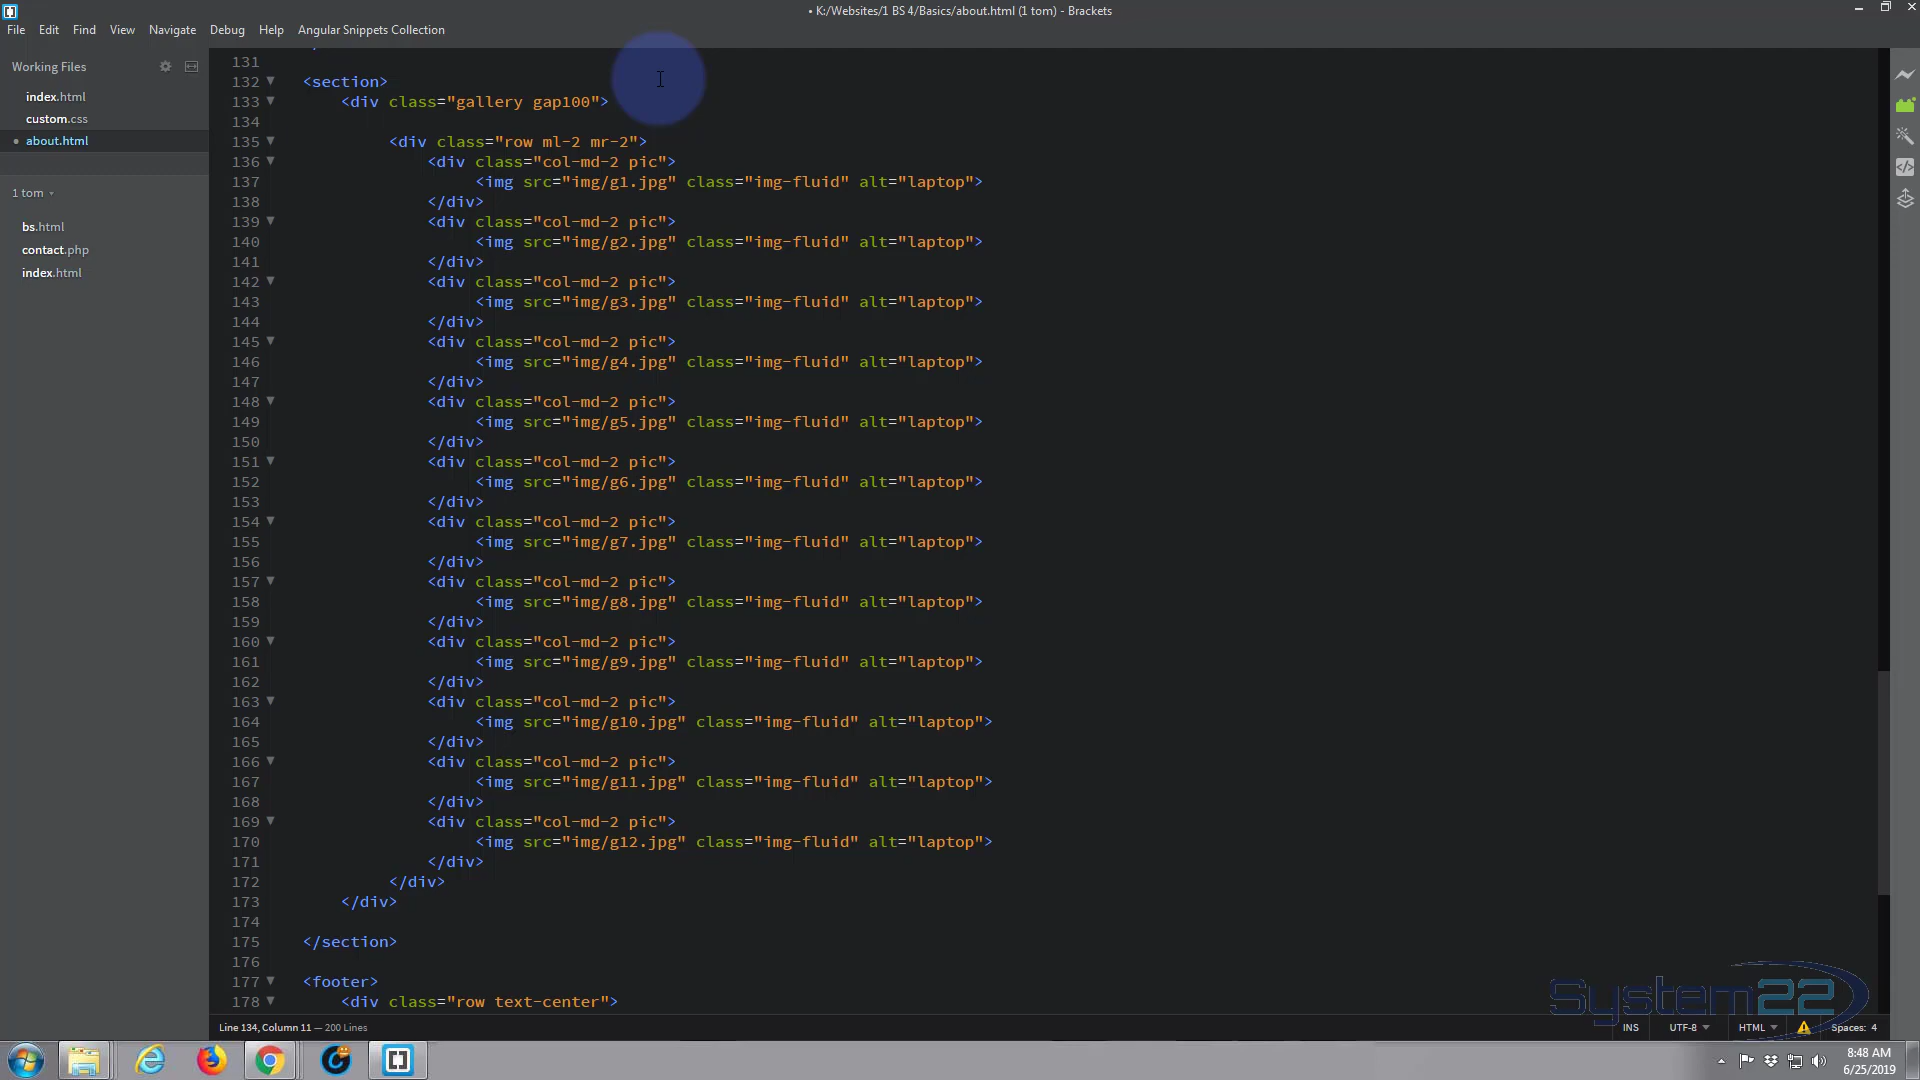 • K:/Websites/1 BS 4/Basics/about.html (1 tom) - Brackets
File Edit Find View Navigate Debug Help Angular Snippets Collection
Working Files
index.html
custom.css
• about.html
1 tom
bs.html
contact.php
index.html
131
132 <section>
133 <div class="gallery gap100">
134
135 <div class="row ml-2 mr-2">
136 <div class="col-md-2 pic">
137 <img src="img/g1.jpg" class="img-fluid" alt="laptop">
138 </div>
139 <div class="col-md-2 pic">
140 <img src="img/g2.jpg" class="img-fluid" alt="laptop">
141 </div>
142 <div class="col-md-2 pic">
143 <img src="img/g3.jpg" class="img-fluid" alt="laptop">
144 </div>
145 <div class="col-md-2 pic">
146 <img src="img/g4.jpg" class="img-fluid" alt="laptop">
147 </div>
148 <div class="col-md-2 pic">
149 <img src="img/g5.jpg" class="img-fluid" alt="laptop">
150 </div>
151 <div class="col-md-2 pic">
152 <img src="img/g6.jpg" class="img-fluid" alt="laptop">
153 </div>
154 <div class="col-md-2 pic">
155 <img src="img/g7.jpg" class="img-fluid" alt="laptop">
156 </div>
157 <div class="col-md-2 pic">
158 <img src="img/g8.jpg" class="img-fluid" alt="laptop">
159 </div>
160 <div class="col-md-2 pic">
161 <img src="img/g9.jpg" class="img-fluid" alt="laptop">
162 </div>
163 <div class="col-md-2 pic">
164 <img src="img/g10.jpg" class="img-fluid" alt="laptop">
165 </div>
166 <div class="col-md-2 pic">
167 <img src="img/g11.jpg" class="img-fluid" alt="laptop">
168 </div>
169 <div class="col-md-2 pic">
170 <img src="img/g12.jpg" class="img-fluid" alt="laptop">
171 </div>
172 </div>
173 </div>
174
175 </section>
176
177 <footer>
178 <div class="row text-center">
System22
Line 134, Column 11 — 200 Lines
INS UTF-8 HTML Spaces: 4
8:48 AM
6/25/2019